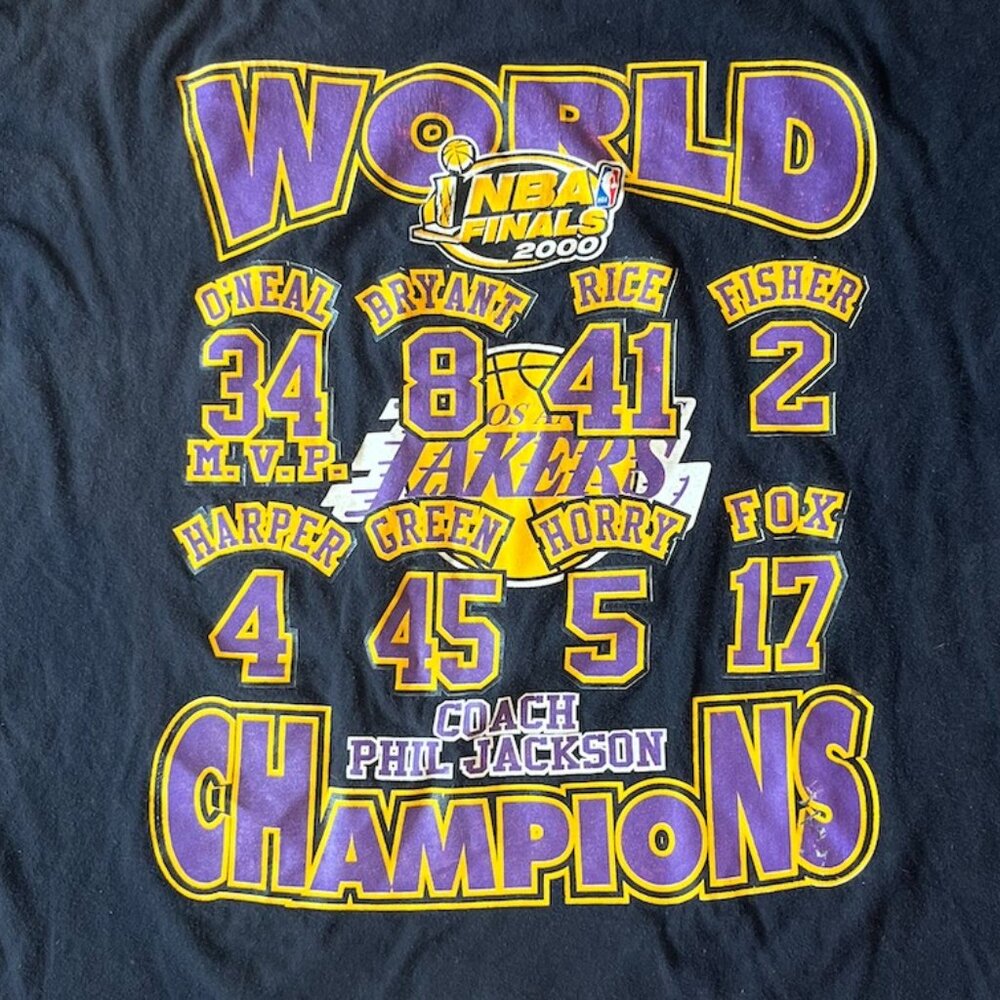 WORLD
NBA
FINALS
2000
O'NEAL BRYANT RICE FISHER
34 8 41 2
M.V.P.
LAKERS
HARPER GREEN HORRY FOX
4 45 5 17
COACH
PHIL JACKSON
CHAMPIONS